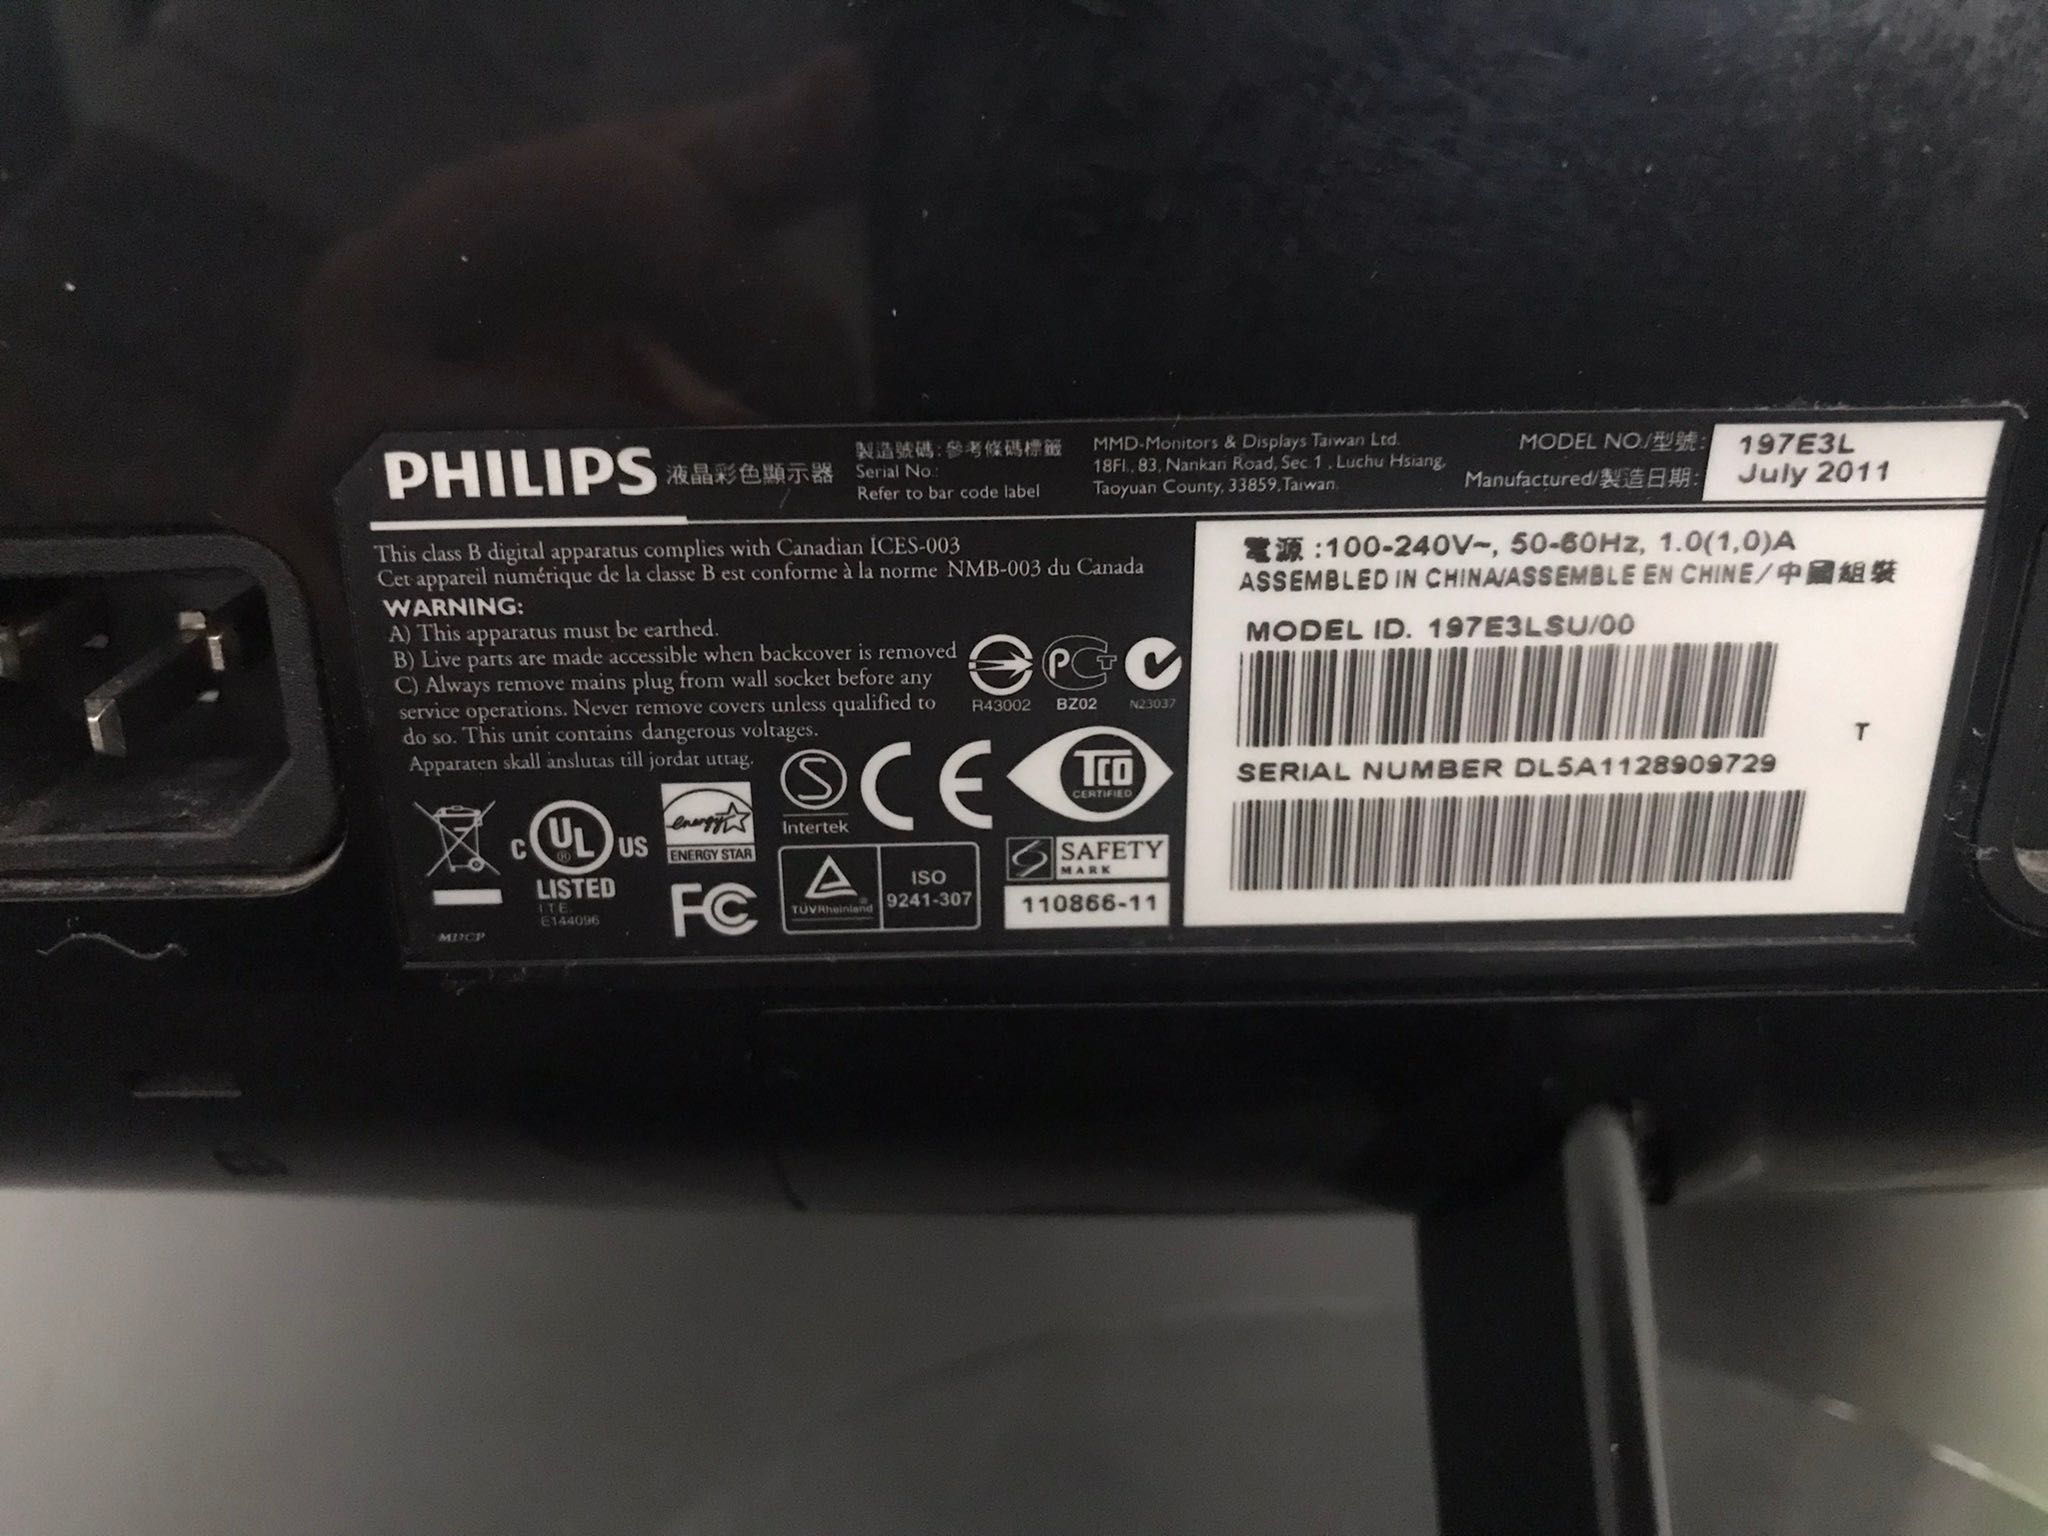 PHILIPS 液晶彩色顯示器
製造號碼:參考條碼標籤
Serial No.:
Refer to bar code label
MMD-Monitors & Displays Taiwan Ltd.
18Fl., 83, Nankan Road, Sec.1 , Luchu Hsiang,
Taoyuan County, 33859,Taiwan.
MODEL NO./型號: 197E3L
Manufactured/製造日期: July 2011
This class B digital apparatus complies with Canadian ICES-003
Cet appareil numérique de la classe B est conforme à la norme NMB-003 du Canada
WARNING:
A) This apparatus must be earthed.
B) Live parts are made accessible when backcover is removed
C) Always remove mains plug from wall socket before any
service operations. Never remove covers unless qualified to
do so. This unit contains dangerous voltages.
Apparaten skall anslutas till jordat uttag.
R43002
PCT
BZ02
N23037
C UL ® US
LISTED
I.T.E.
E144096
energy
ENERGY STAR
FC
S
Intertek
CE
TCO
CERTIFIED
TÜVRheinland ®
ISO
9241-307
SAFETY
MARK
110866-11
電源 :100-240V~, 50-60Hz, 1.0(1,0)A
ASSEMBLED IN CHINA/ASSEMBLE EN CHINE/中國組裝
MODEL ID. 197E3LSU/00
T
SERIAL NUMBER DL5A1128909729